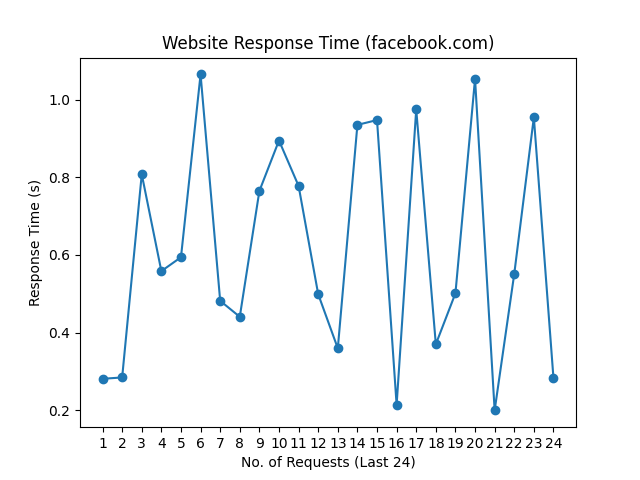 Website Response Time (facebook.com)
Response Time (s)
1.0
0.8
0.6
0.4
0.2
1 2 3 4 5 6 7 8 9 10 11 12 13 14 15 16 17 18 19 20 21 22 23 24
No. of Requests (Last 24)